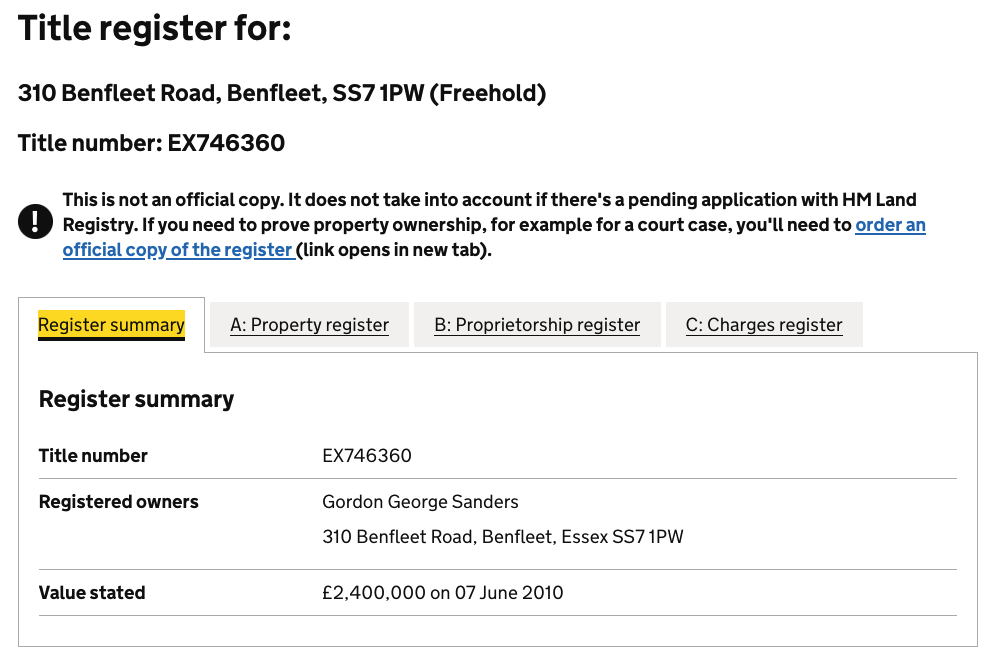 Title register for:
310 Benfleet Road, Benfleet, SS7 1PW (Freehold)
Title number: EX746360
This is not an official copy. It does not take into account if there's a pending application with HM Land
Registry. If you need to prove property ownership, for example for a court case, you'll need to order an
official copy of the register (link opens in new tab).
Register summary
A: Property register
B: Proprietorship register
C: Charges register
Register summary
Title number EX746360
Registered owners Gordon George Sanders
310 Benfleet Road, Benfleet, Essex SS7 1PW
Value stated £2,400,000 on 07 June 2010